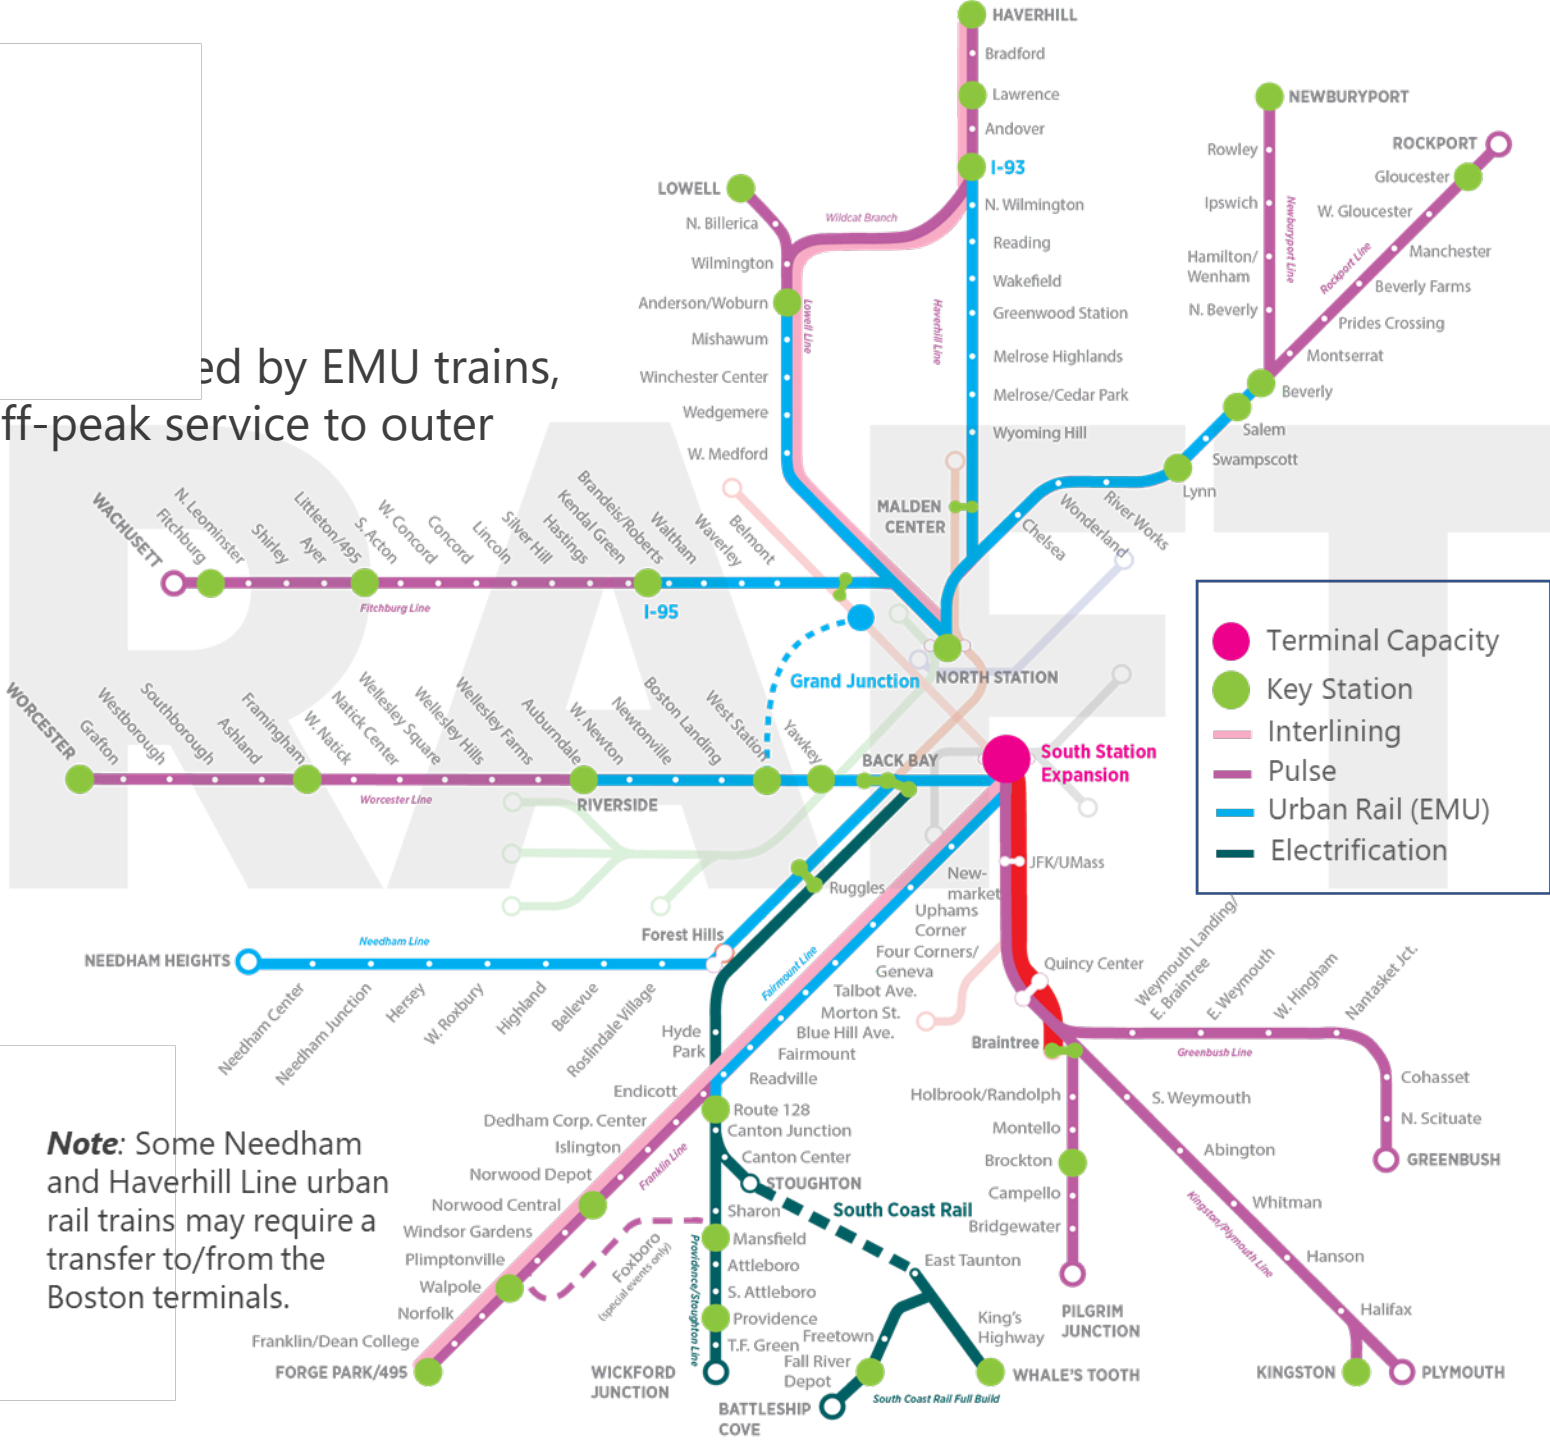 HAVERHILL
Bradford
Lawrence
Andover
I-93
N. Wilmington
Reading
Wakefield
Greenwood Station
Melrose Highlands
Melrose/Cedar Park
Wyoming Hill
MALDEN
CENTER
Haverhill Line
Wildcat Branch
LOWELL
N. Billerica
Wilmington
Anderson/Woburn
Mishawum
Winchester Center
Wedgemere
W. Medford
Lowell Line
NEWBURYPORT
Rowley
Ipswich
Hamilton/
Wenham
N. Beverly
Newburyport Line
ROCKPORT
Gloucester
W. Gloucester
Manchester
Beverly Farms
Prides Crossing
Montserrat
Rockport Line
Beverly
Salem
Swampscott
Lynn
River Works
Wonderland
Chelsea
ed by EMU trains,
ff-peak service to outer
RAFT
WACHUSETT
Fitchburg
N. Leominster
Shirley
Ayer
Littleton/495
S. Acton
W. Concord
Concord
Lincoln
Silver Hill
Hastings
Kendal Green
Brandeis/Roberts
Waltham
Waverley
Belmont
Fitchburg Line
I-95
Grand Junction
NORTH STATION
WORCESTER
Grafton
Westborough
Southborough
Ashland
Framingham
W. Natick
Natick Center
Wellesley Square
Wellesley Hills
Wellesley Farms
Auburndale
W. Newton
Newtonville
Boston Landing
West Station
Yawkey
BACK BAY
Worcester Line
RIVERSIDE
South Station
Expansion
Terminal Capacity
Key Station
Interlining
Pulse
Urban Rail (EMU)
Electrification
JFK/UMass
New-
market
Uphams
Corner
Four Corners/
Geneva
Talbot Ave.
Morton St.
Blue Hill Ave.
Fairmount
Readville
Fairmount Line
Ruggles
Forest Hills
NEEDHAM HEIGHTS
Needham Line
Needham Center
Needham Junction
Hersey
W. Roxbury
Highland
Bellevue
Roslindale Village
Hyde
Park
Quincy Center
Braintree
Weymouth Landing/
E. Braintree
E. Weymouth
W. Hingham
Nantasket Jct.
Greenbush Line
Cohasset
N. Scituate
GREENBUSH
S. Weymouth
Abington
Whitman
Hanson
Halifax
Kingston/Plymouth Line
KINGSTON
PLYMOUTH
Holbrook/Randolph
Montello
Brockton
Campello
Bridgewater
PILGRIM
JUNCTION
Endicott
Dedham Corp. Center
Islington
Norwood Depot
Norwood Central
Windsor Gardens
Plimptonville
Walpole
Norfolk
Franklin/Dean College
FORGE PARK/495
Franklin Line
Foxboro
(special events only)
Route 128
Canton Junction
Canton Center
STOUGHTON
Sharon
Mansfield
Attleboro
S. Attleboro
Providence
T.F. Green
WICKFORD
JUNCTION
Providence/Stoughton Line
South Coast Rail
East Taunton
King's
Highway
Freetown
Fall River
Depot
WHALE'S TOOTH
BATTLESHIP
COVE
South Coast Rail Full Build
Note: Some Needham
and Haverhill Line urban
rail trains may require a
transfer to/from the
Boston terminals.